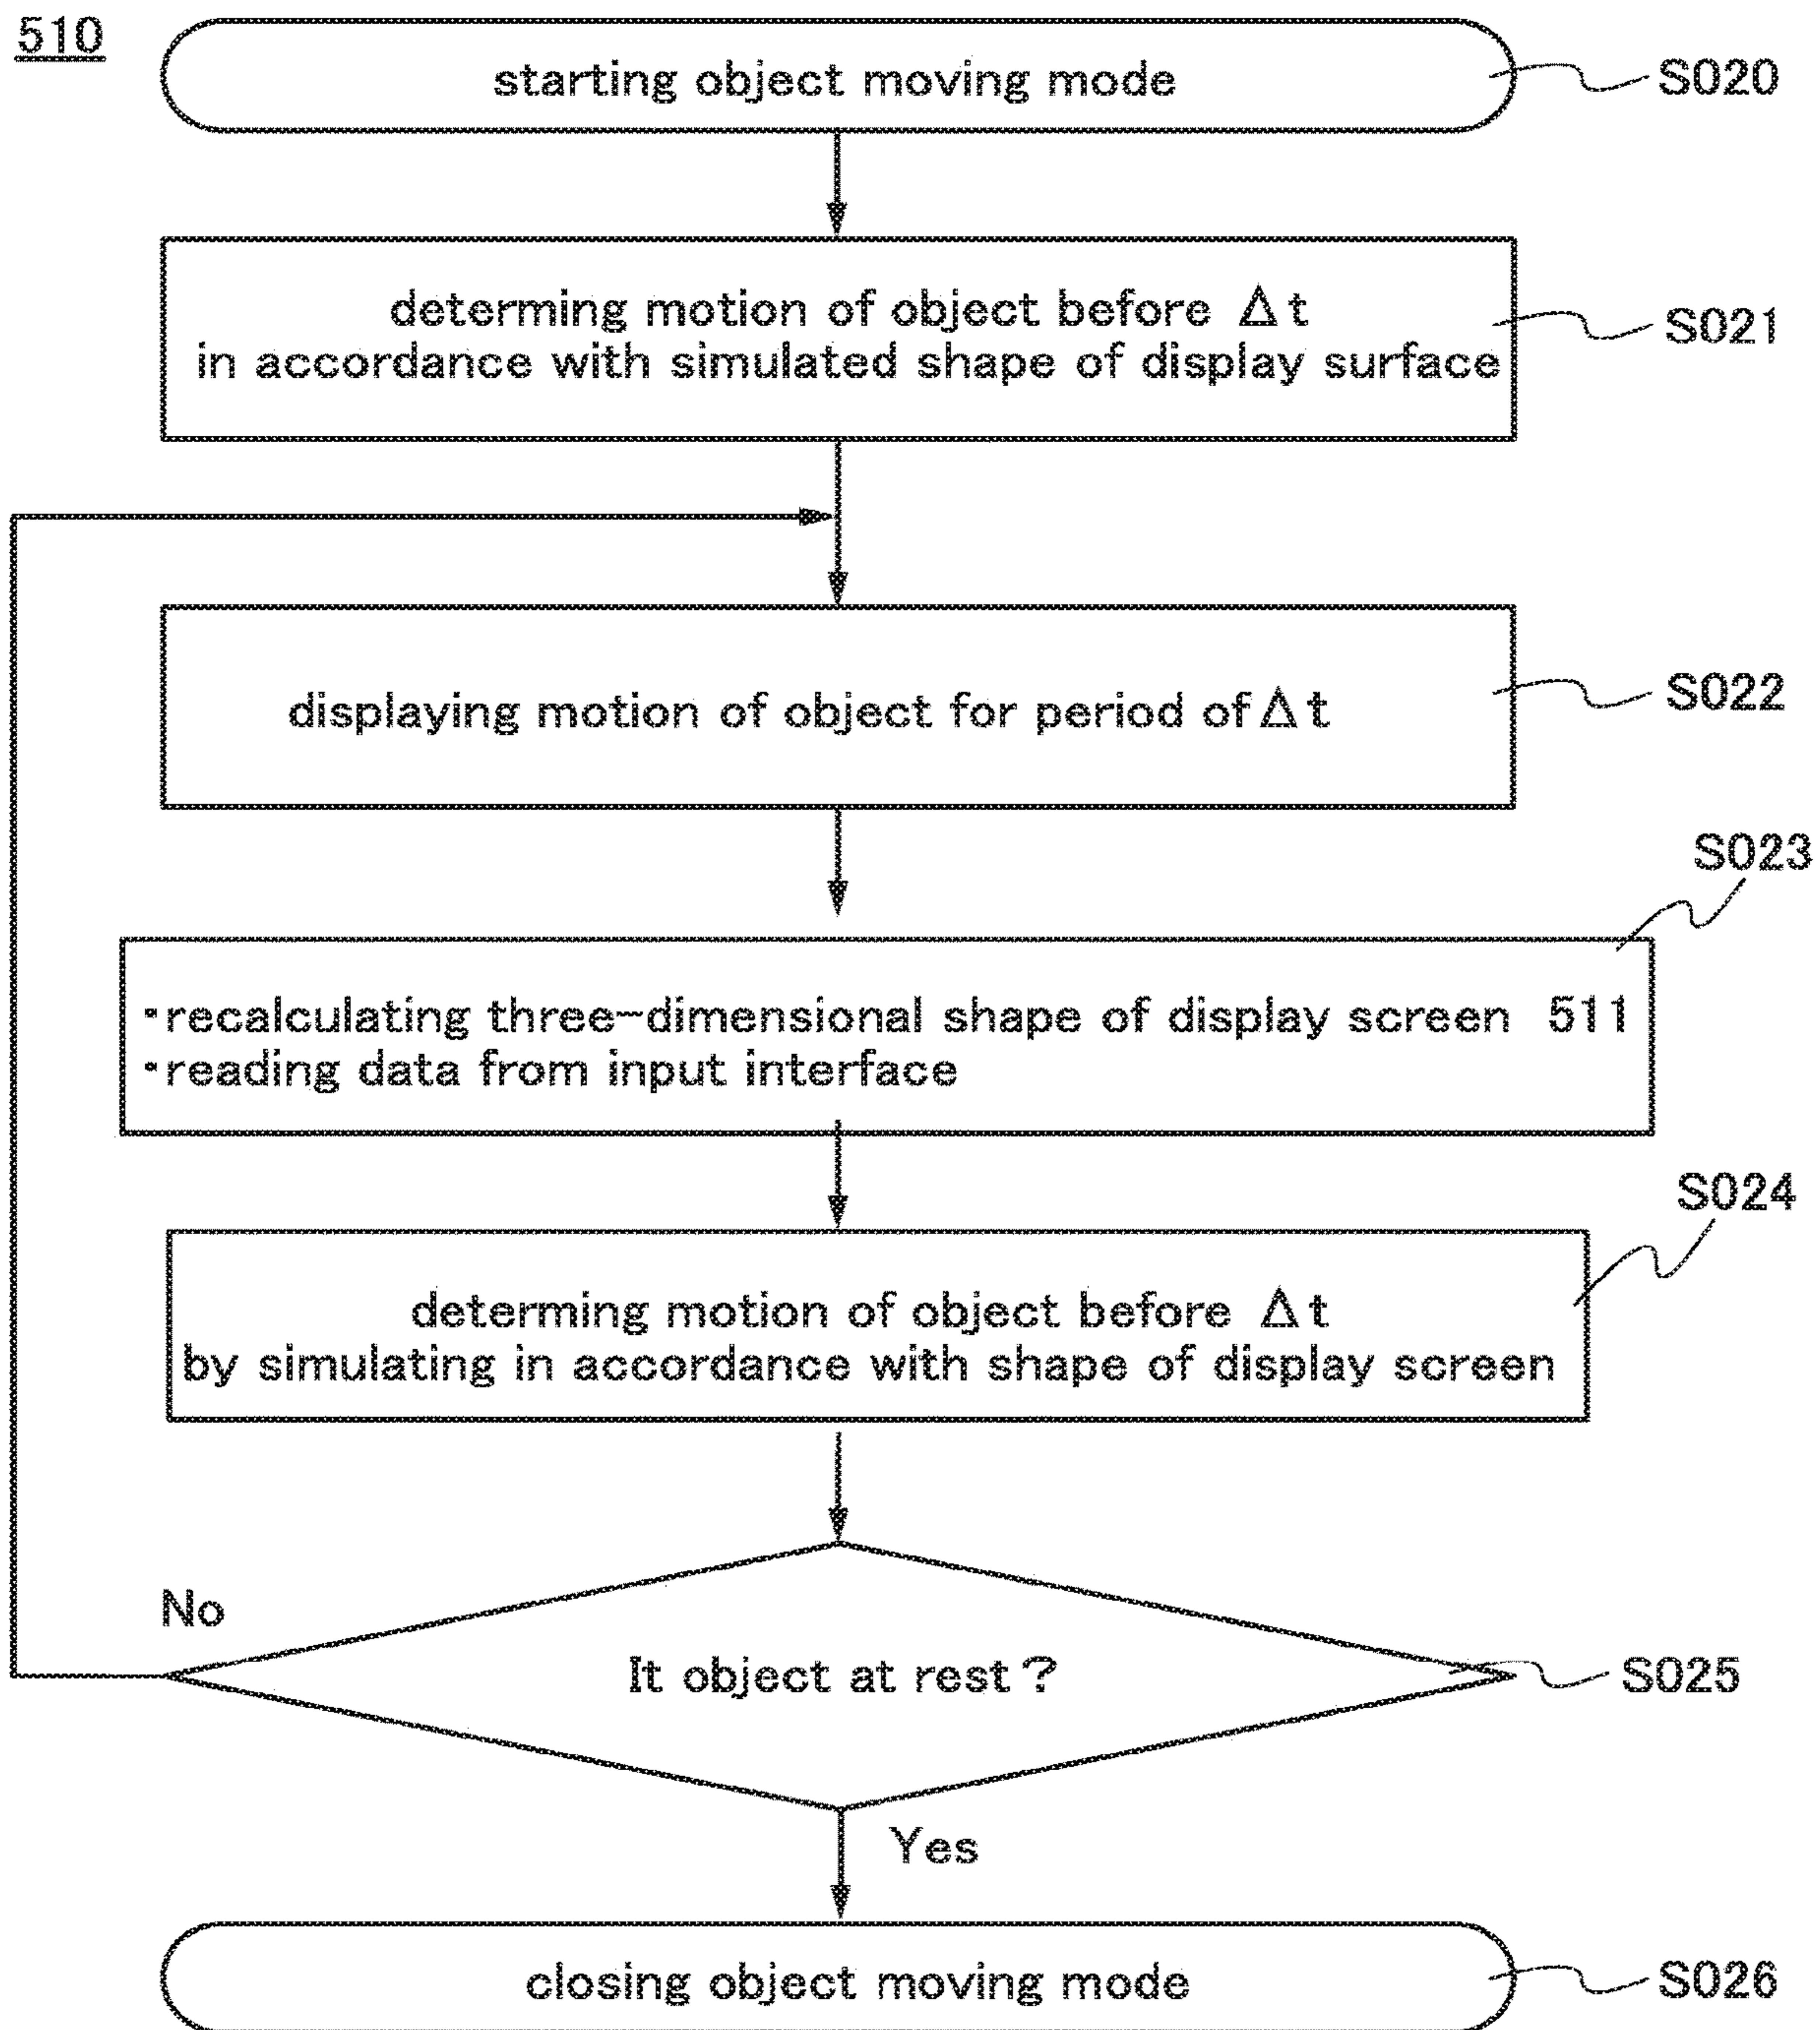 510
starting object moving mode
S020
determing motion of object before Δt
in accordance with simulated shape of display surface
S021
displaying motion of object for period of Δt
S022
S023
・recalculating three-dimensional shape of display screen 511
・reading data from input interface
S024
determing motion of object before Δt
by simulating in accordance with shape of display screen
No
It object at rest?
S025
Yes
closing object moving mode
S026